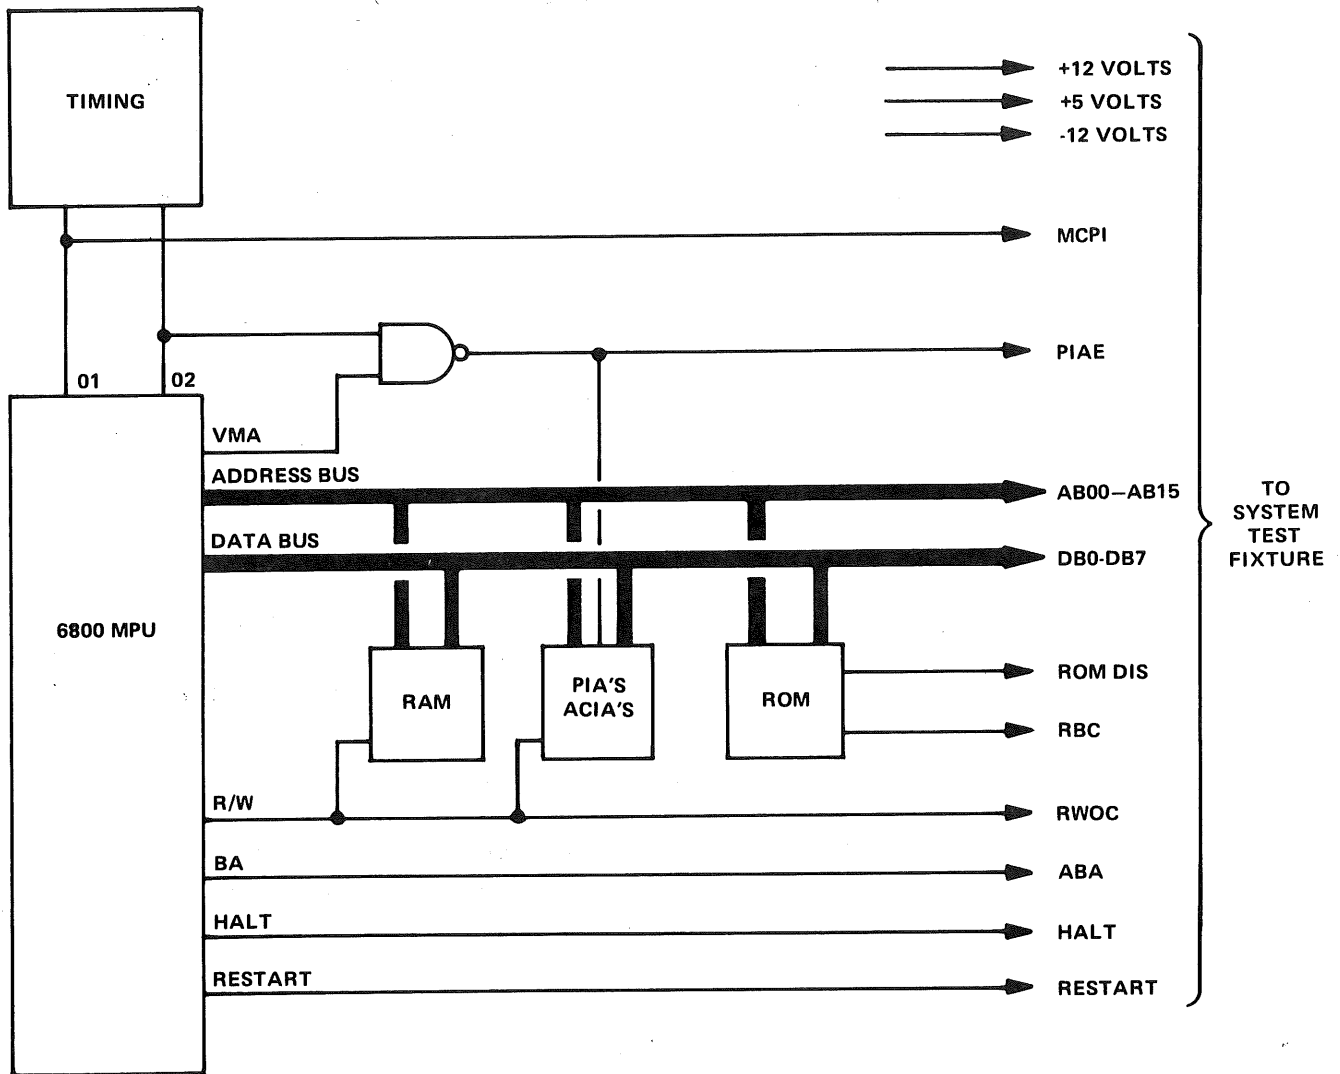 TIMING
+12 VOLTS
+5 VOLTS
-12 VOLTS
MCPI
PIAE
01
02
VMA
ADDRESS BUS
AB00–AB15
DATA BUS
DB0-DB7
TO
SYSTEM
TEST
FIXTURE
6800 MPU
RAM
PIA'S
ACIA'S
ROM
ROM DIS
RBC
R/W
RWOC
BA
ABA
HALT
HALT
RESTART
RESTART